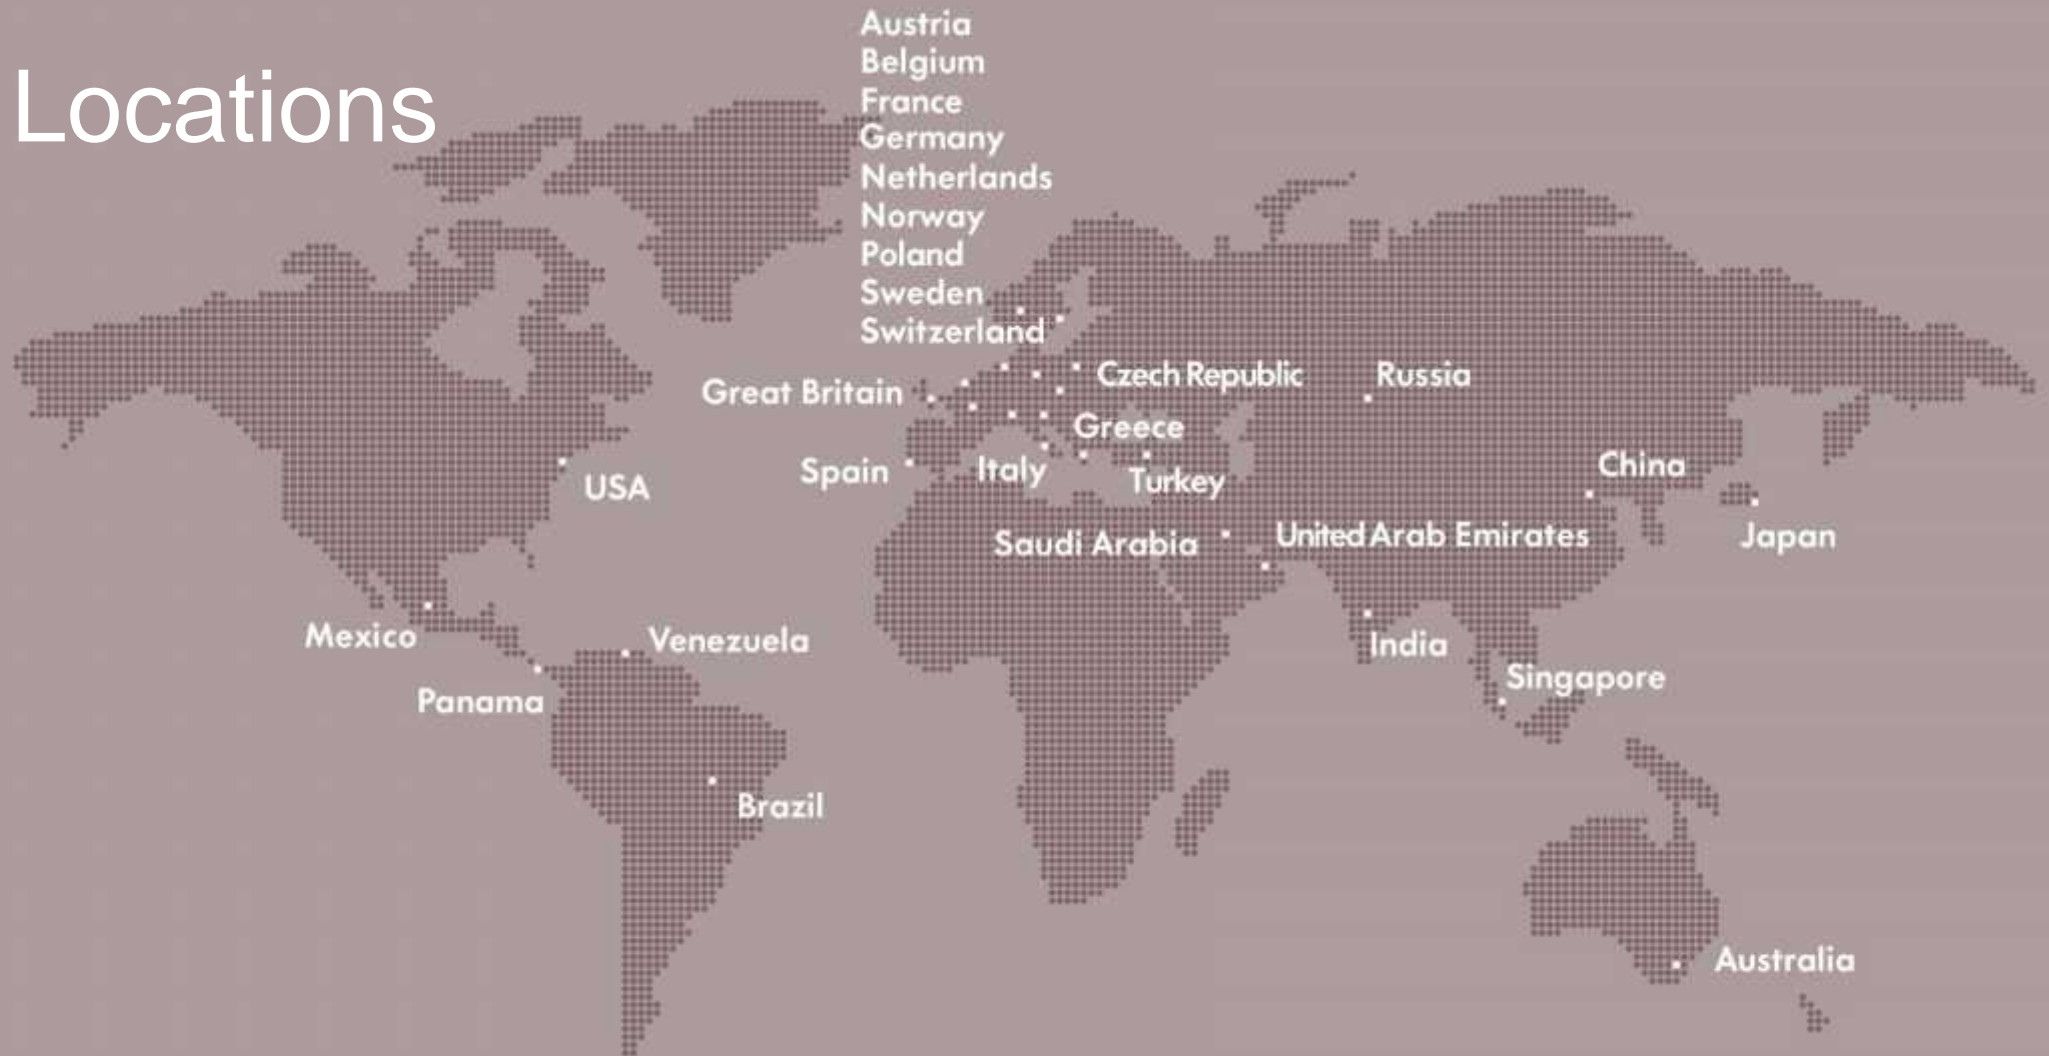 Locations
Austria
Belgium
France
Germany
Netherlands
Norway
Poland
Sweden
Switzerland
Great Britain
Czech Republic
Russia
Greece
Spain
Italy
Turkey
China
USA
Saudi Arabia
United Arab Emirates
Japan
Mexico
Venezuela
India
Panama
Singapore
Brazil
Australia